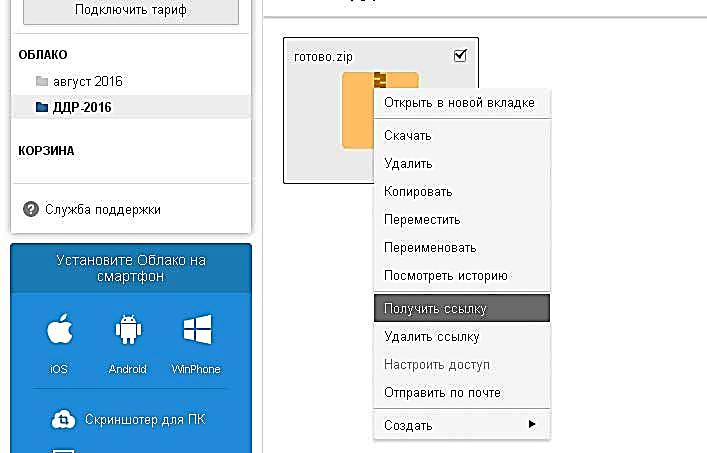 Подключить тариф
ОБЛАКО
август 2016
ДДР-2016
КОРЗИНА
Служба поддержки
Установите Облако на
смартфон
iOS
Android
WinPhone
Скриншотер для ПК
готово.zip
Открыть в новой вкладке
Скачать
Удалить
Копировать
Переместить
Переименовать
Посмотреть историю
Получить ссылку
Удалить ссылку
Настроить доступ
Отправить по почте
Создать